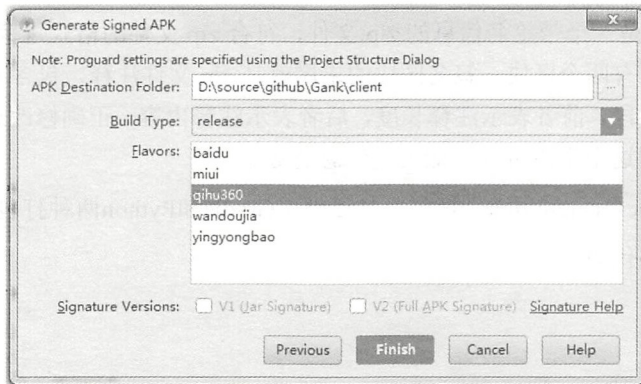 Generate Signed APK
Note: Proguard settings are specified using the Project Structure Dialog
APK Destination Folder: D:\source\github\Gank\client ...
Build Type: release
Flavors: baidu
miui
qihu360
wandoujia
yingyongbao
Signature Versions: V1 (Jar Signature) V2 (Full APK Signature) Signature Help
Previous Finish Cancel Help